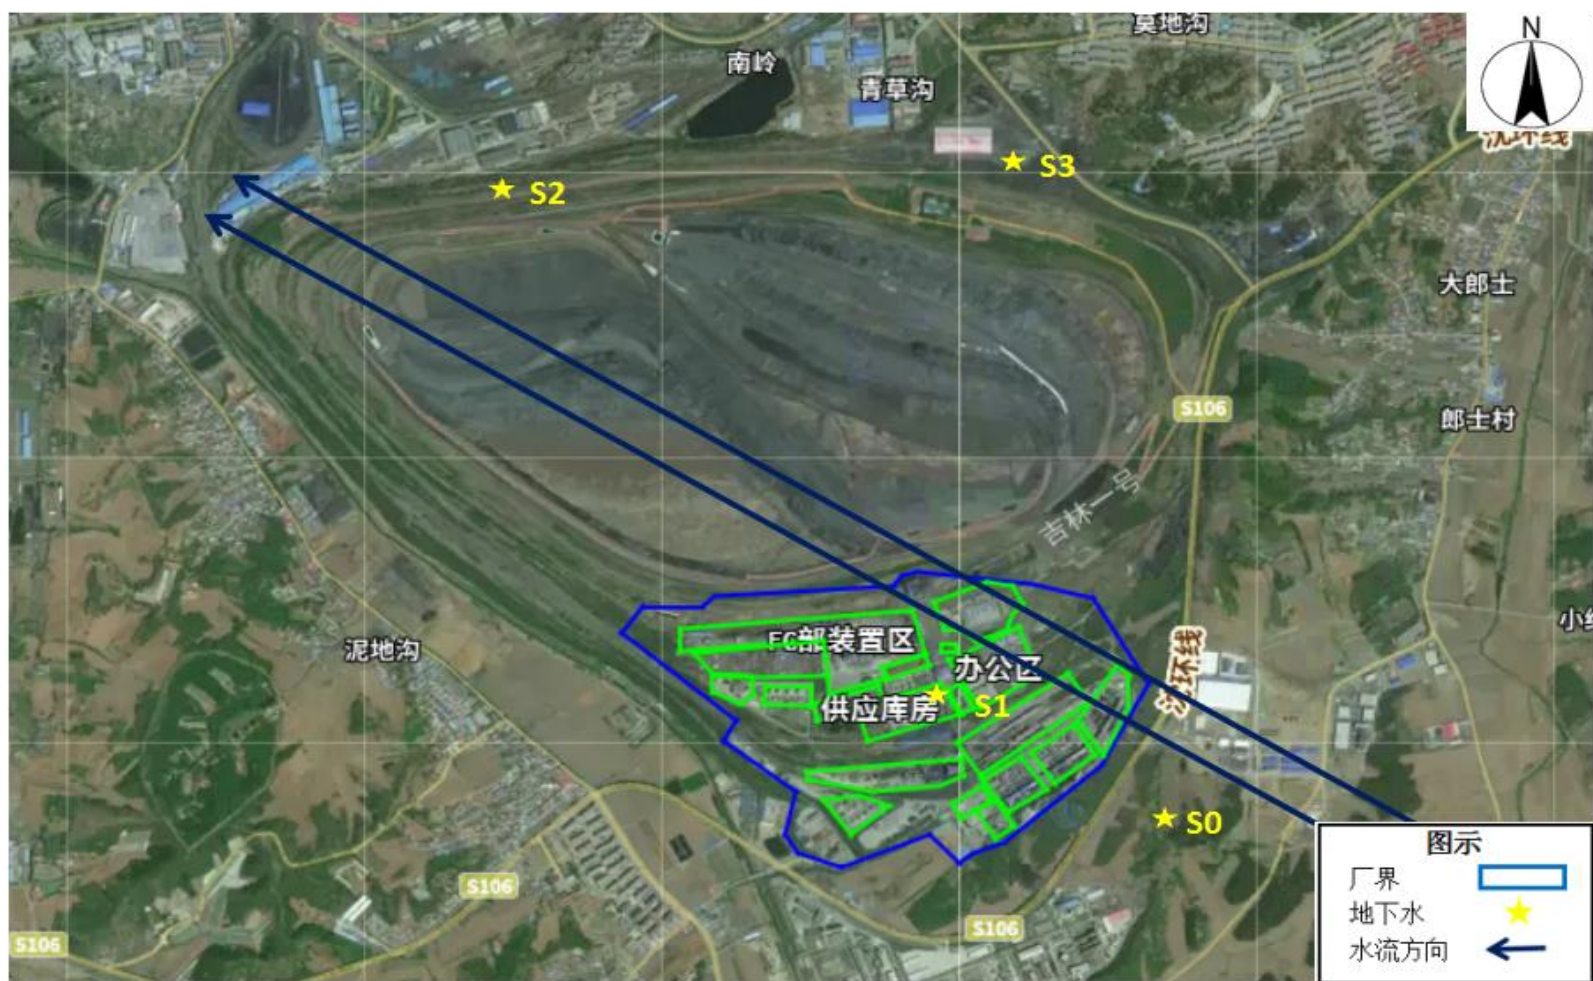 莫地沟
N
南岭
青草沟
沈环线
S3
S2
大郎士
S106
郎士村
吉林一号
小
泥地沟
FC部装置区
办公区
沈环线
供应库房
S1
S0
图示
厂界
地下水
水流方向
S106
S106
S106